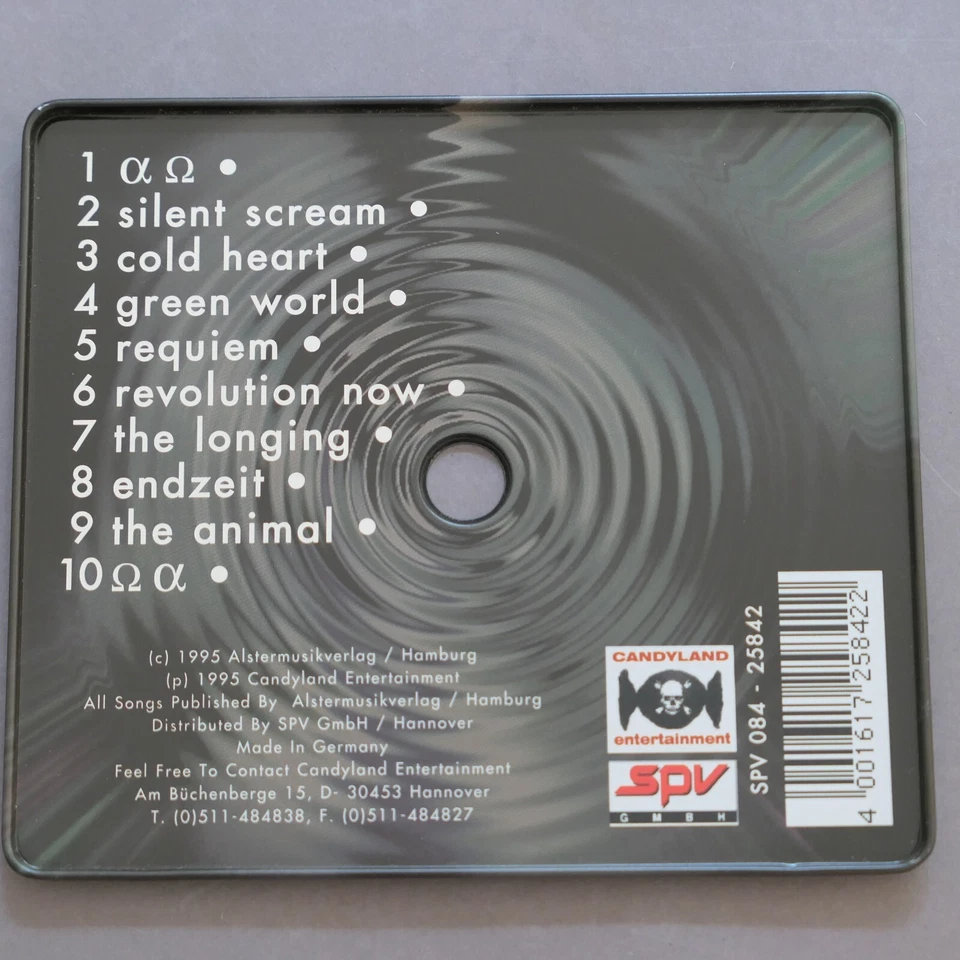 1 α Ω •
2 silent scream •
3 cold heart •
4 green world •
5 requiem •
6 revolution now •
7 the longing •
8 endzeit •
9 the animal •
10 Ω α •
(c) 1995 Alstermusikverlag / Hamburg
(p) 1995 Candyland Entertainment
All Songs Published By Alstermusikverlag / Hamburg
Distributed By SPV GmbH / Hannover
Made In Germany
Feel Free To Contact Candyland Entertainment
Am Büchenberge 15, D- 30453 Hannover
T. (0)511-484838, F. (0)511-484827
CANDYLAND
entertainment
SPV
G M B H
SPV 084 - 25842
4 001617 258422